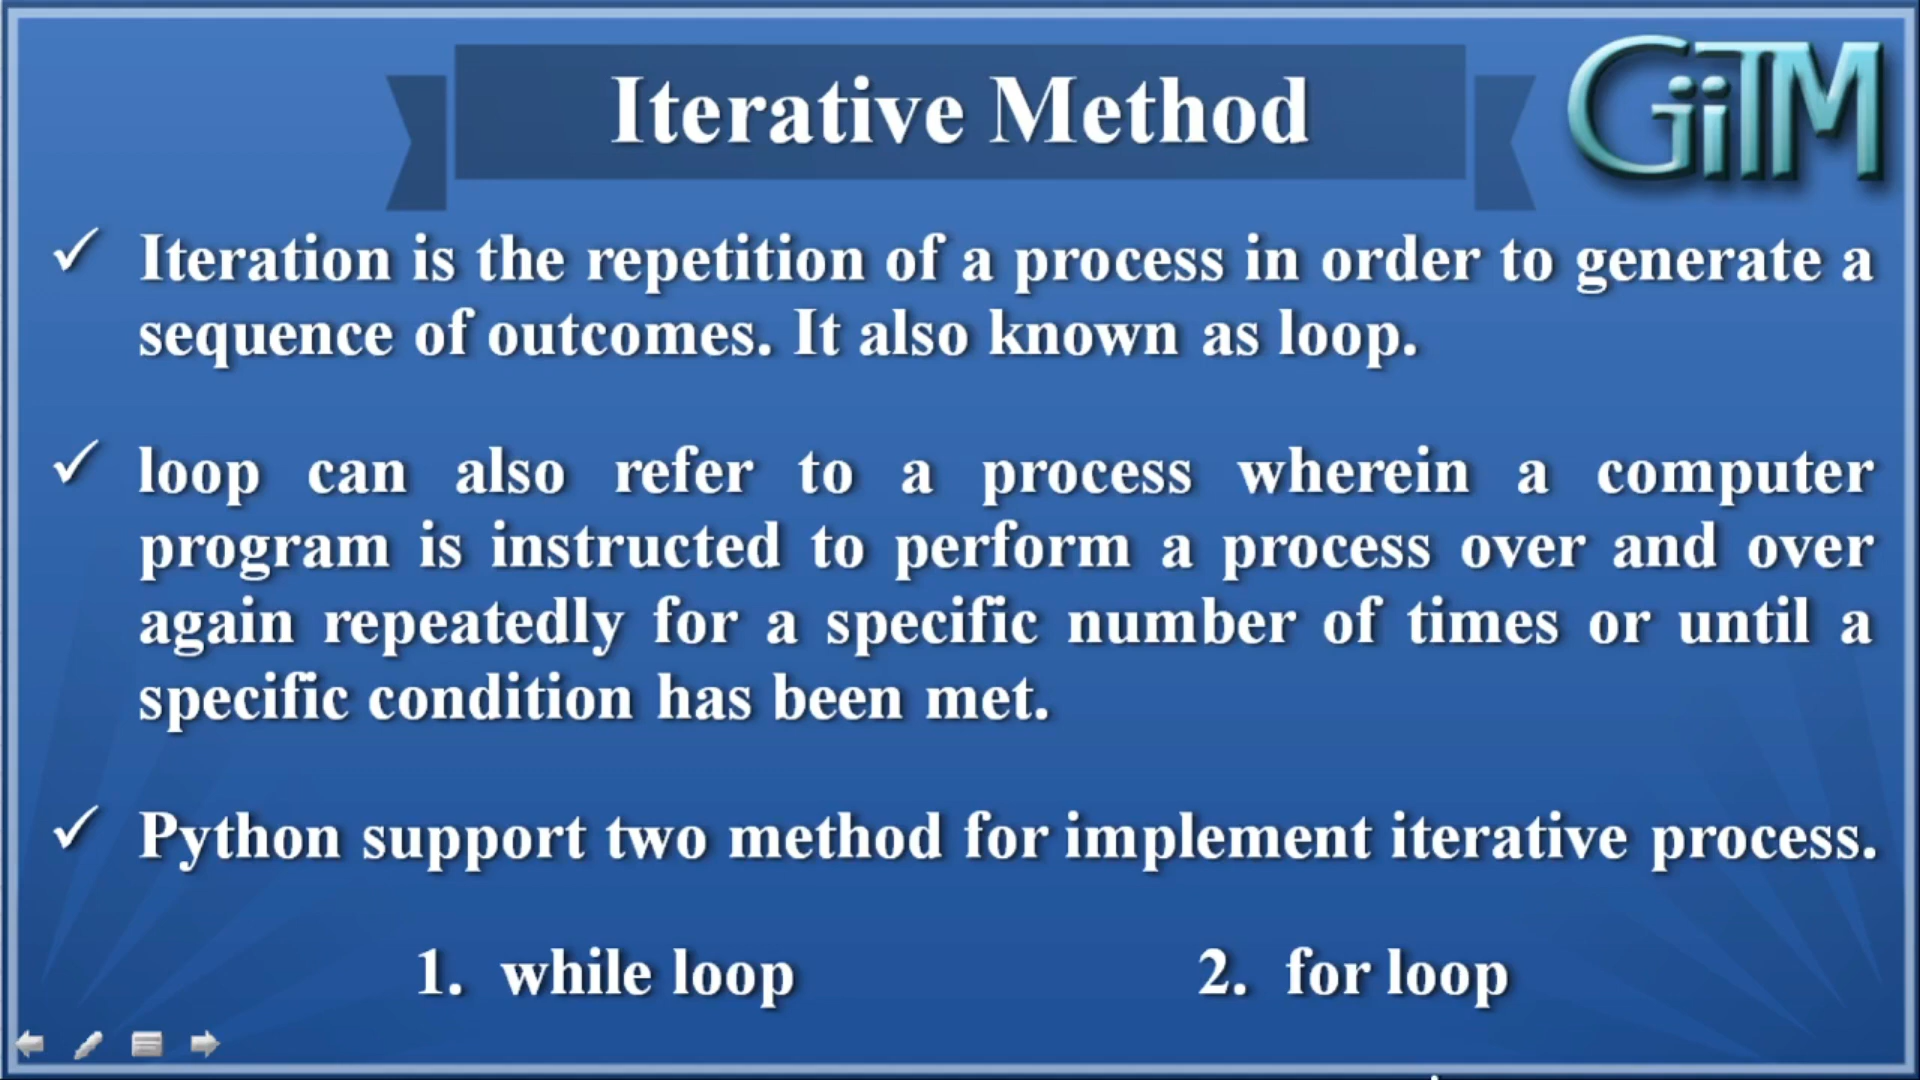 Iterative Method
GiiTM
✓ Iteration is the repetition of a process in order to generate a
sequence of outcomes. It also known as loop.
✓ loop can also refer to a process wherein a computer
program is instructed to perform a process over and over
again repeatedly for a specific number of times or until a
specific condition has been met.
✓ Python support two method for implement iterative process.
1. while loop 2. for loop